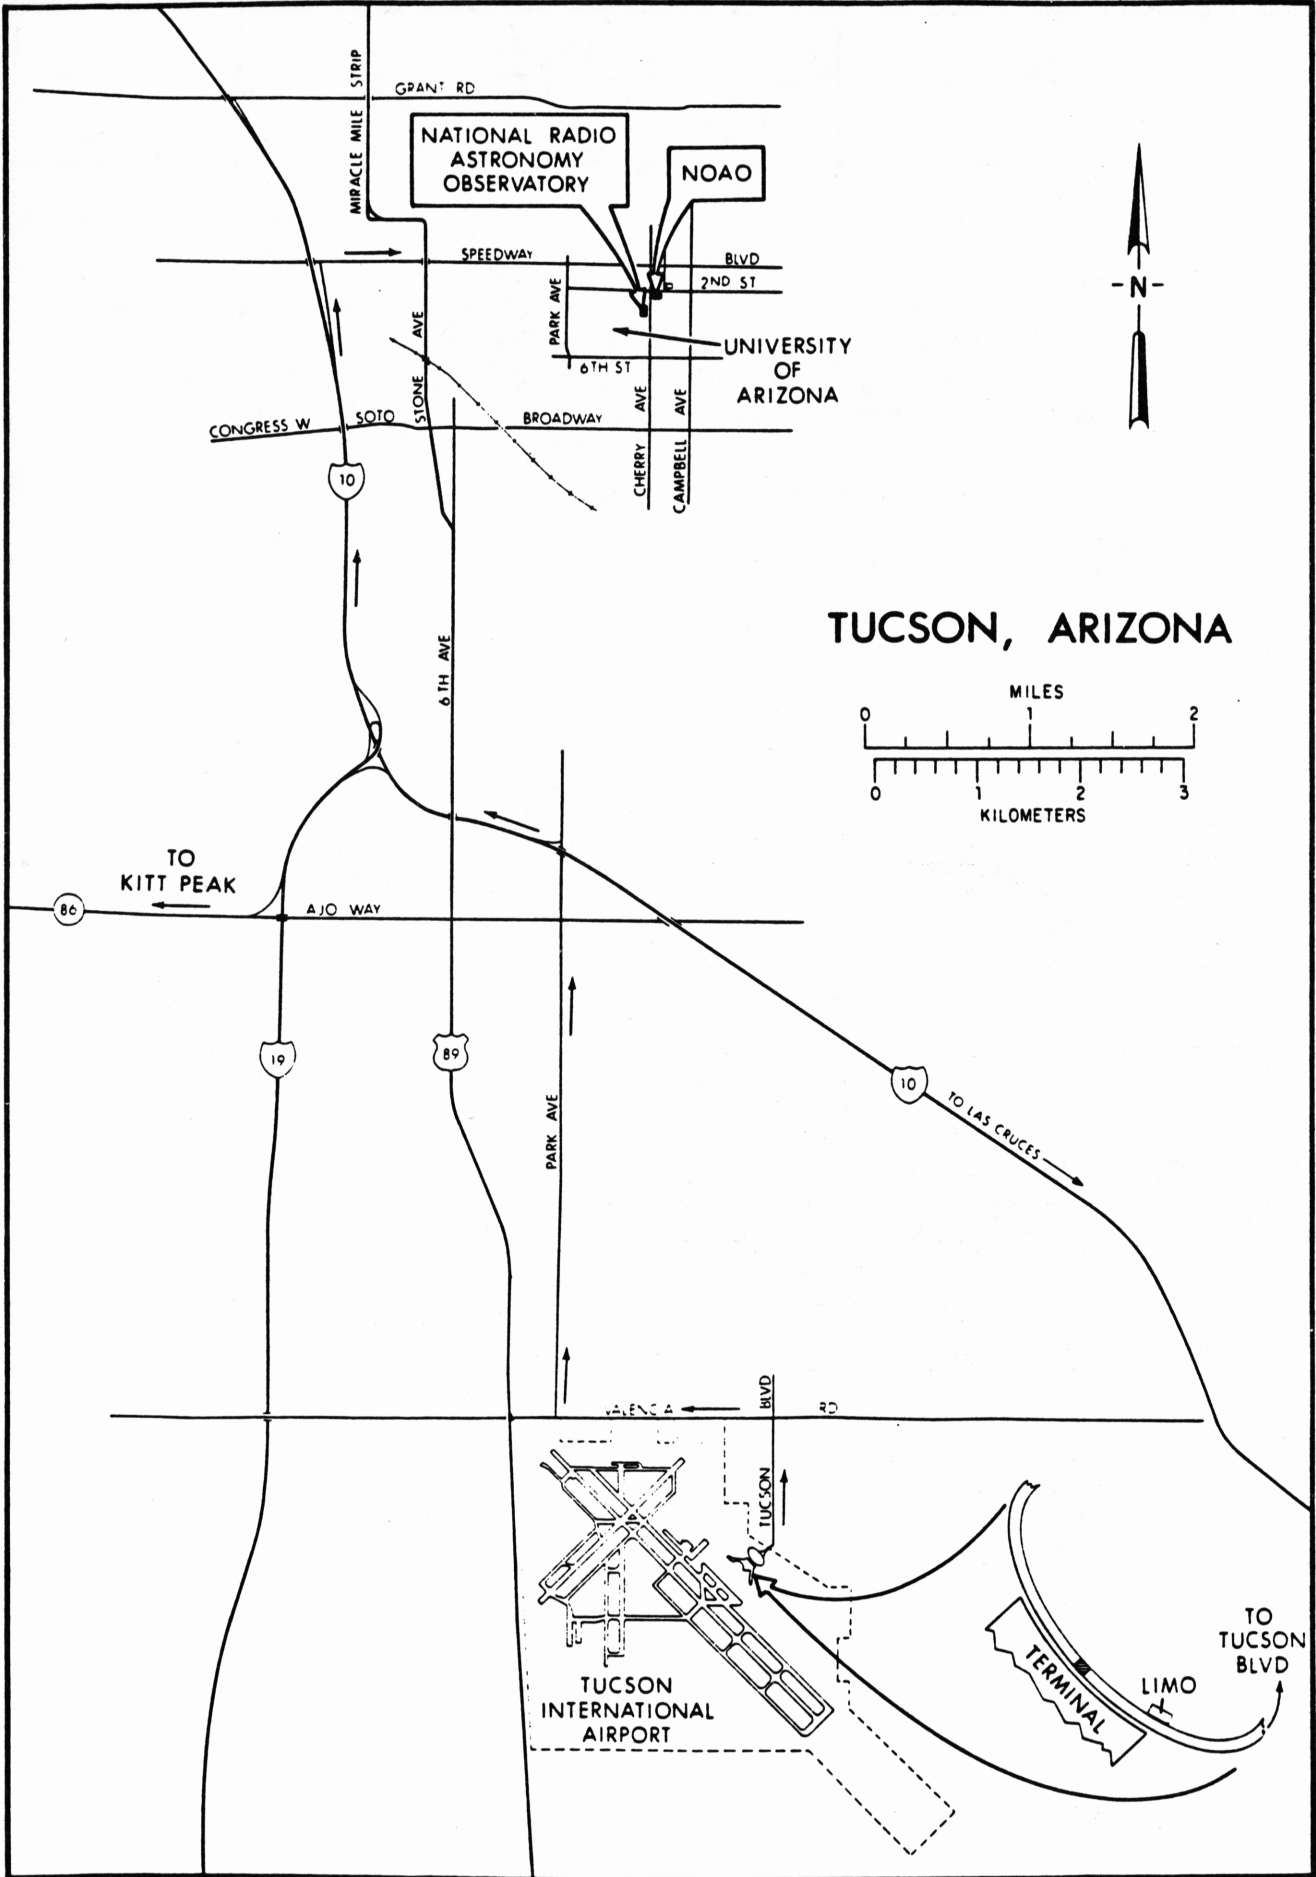 MIRACLE MILE STRIP
GRANT RD
NATIONAL RADIO
ASTRONOMY
OBSERVATORY
NOAO
SPEEDWAY
BLVD
2ND ST
PARK AVE
STONE AVE
6TH ST
UNIVERSITY
OF
ARIZONA
CONGRESS W
SOTO
BROADWAY
CHERRY AVE
CAMPBELL AVE
-N-
10
TUCSON, ARIZONA
MILES
0 1 2
0 1 2 3
KILOMETERS
6TH AVE
TO
KITT PEAK
86
AJO WAY
19
89
10
TO LAS CRUCES
PARK AVE
VALENCIA
RD
TUCSON BLVD
TUCSON
INTERNATIONAL
AIRPORT
TERMINAL
LIMO
TO
TUCSON
BLVD